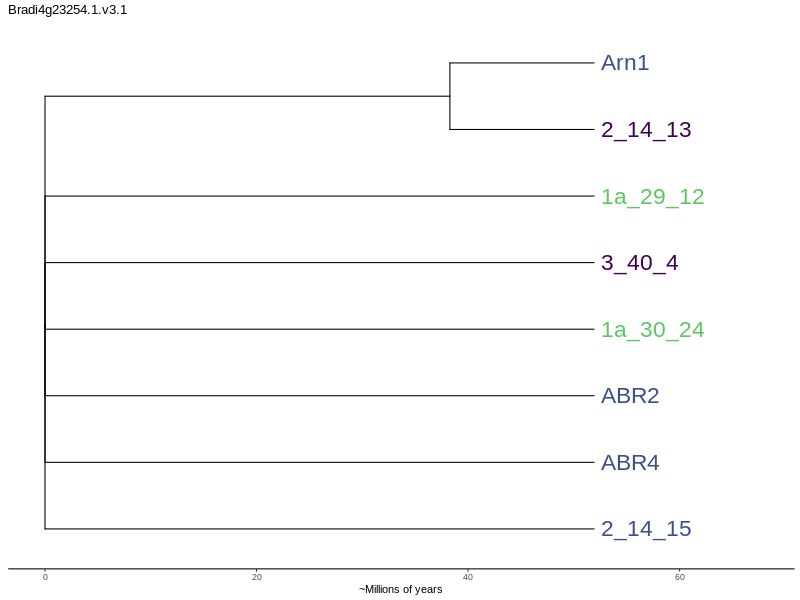 Bradi4g23254.1.v3.1
Arn1
2_14_13
1a_29_12
3_40_4
1a_30_24
ABR2
ABR4
2_14_15
0 20 40 60
~Millions of years